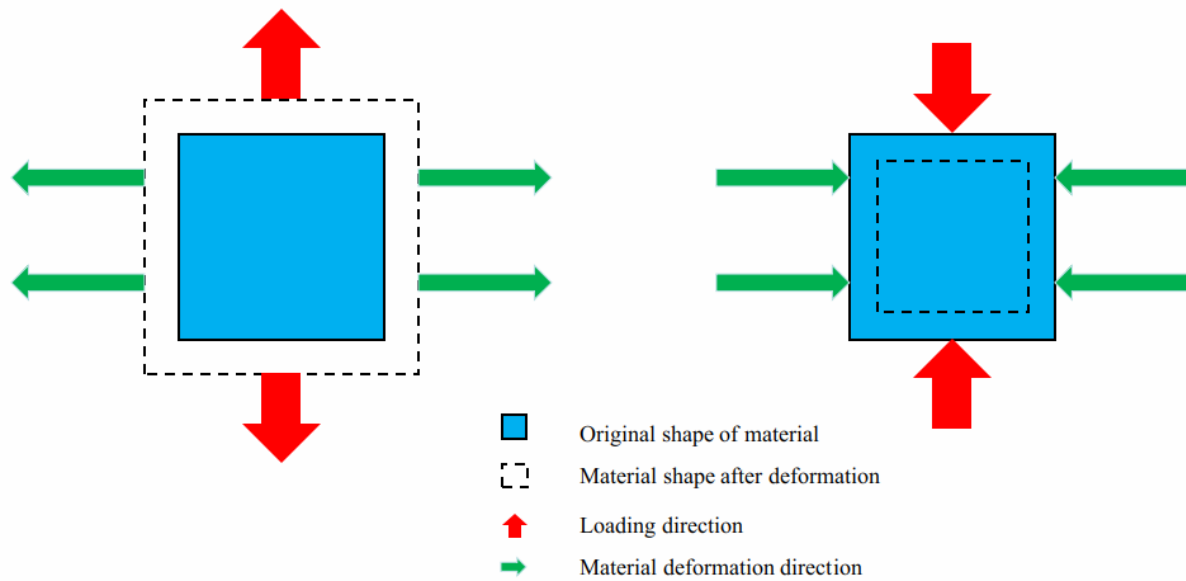 Original shape of material
Material shape after deformation
Loading direction
Material deformation direction